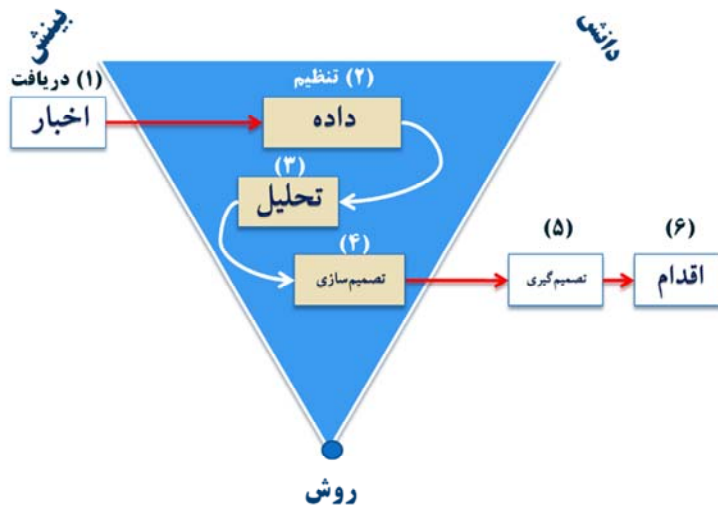 بینش
دانش
(۱) دریافت
اخبار
(۲) تنظیم
داده
(۳)
تحلیل
(۴)
تصمیم‌سازی
(۵)
تصمیم‌گیری
(۶)
اقدام
روش